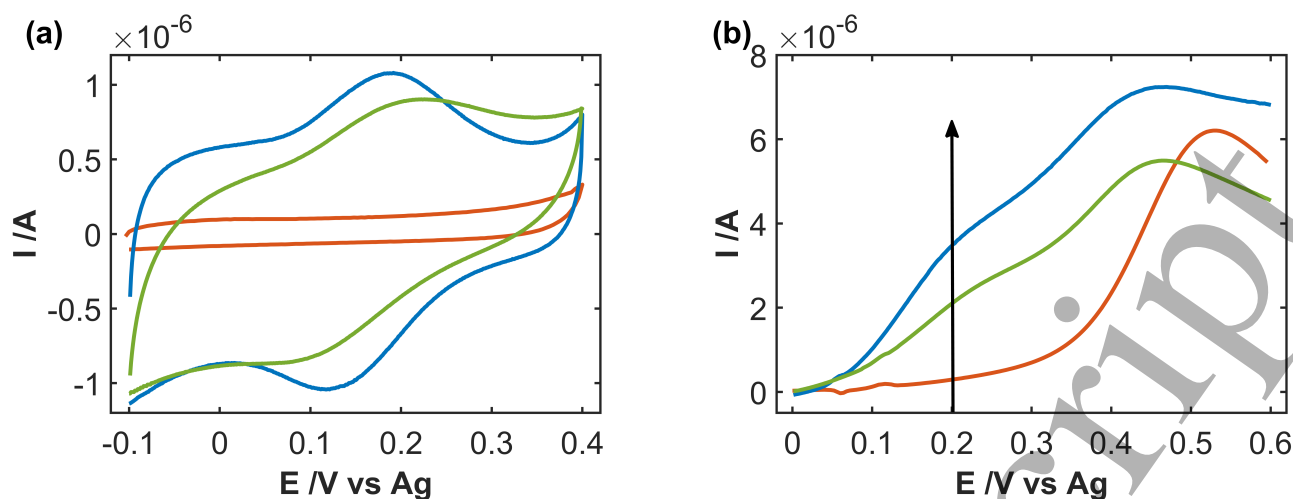 (a)
×10⁻⁶
1
0.5
0
-0.5
-1
-0.1 0 0.1 0.2 0.3 0.4
E /V vs Ag
I /A
(b)
×10⁻⁶
8
6
4
2
0
0 0.1 0.2 0.3 0.4 0.5 0.6
E /V vs Ag
I /A
cript